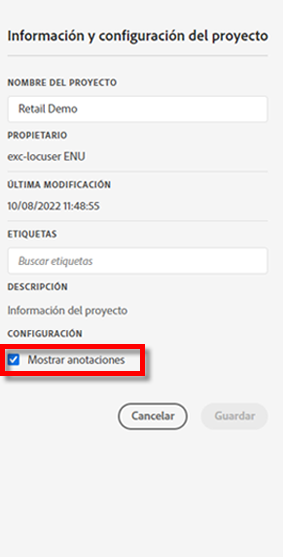 Información y configuración del proyecto
NOMBRE DEL PROYECTO
Retail Demo
PROPIETARIO
exc-locuser ENU
ÚLTIMA MODIFICACIÓN
10/08/2022 11:48:55
ETIQUETAS
Buscar etiquetas
DESCRIPCIÓN
Información del proyecto
CONFIGURACIÓN
Mostrar anotaciones
Cancelar Guardar